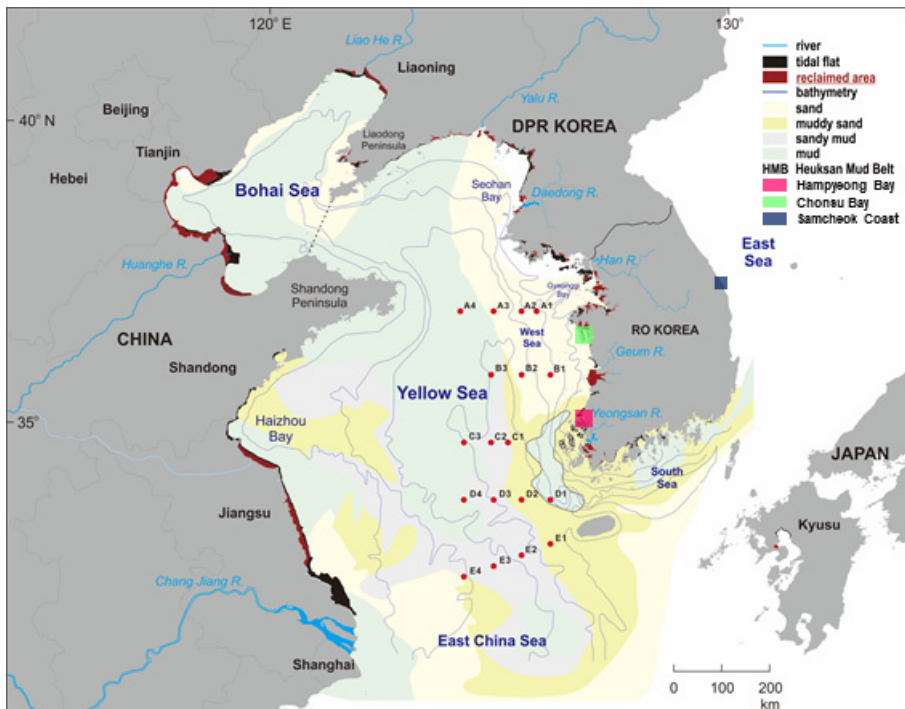 120°E
130°
40°N
35°
Liao He R.
Liaoning
Beijing
Yalu R.
Tianjin
Liaodong
Peninsula
DPR KOREA
Hebei
Bohai Sea
Seohan
Bay
Daedong R.
Huanghe R.
Shandong
Peninsula
Han R.
Gyeonggi
Bay
East
Sea
A4
A3
A2
A1
West
Sea
RO KOREA
CHINA
Geum R.
Shandong
B3
B2
B1
Yellow Sea
Haizhou
Bay
Yeongsan R.
C3
C2
C1
South
Sea
JAPAN
Jiangsu
D4
D3
D2
D1
Kyusu
E1
E2
E3
E4
Chang Jiang R.
East China Sea
Shanghai
river
tidal flat
reclaimed area
bathymetry
sand
muddy sand
sandy mud
mud
HMB Heuksan Mud Belt
Hampyeong Bay
Chonsu Bay
Samcheok Coast
0 100 200
km